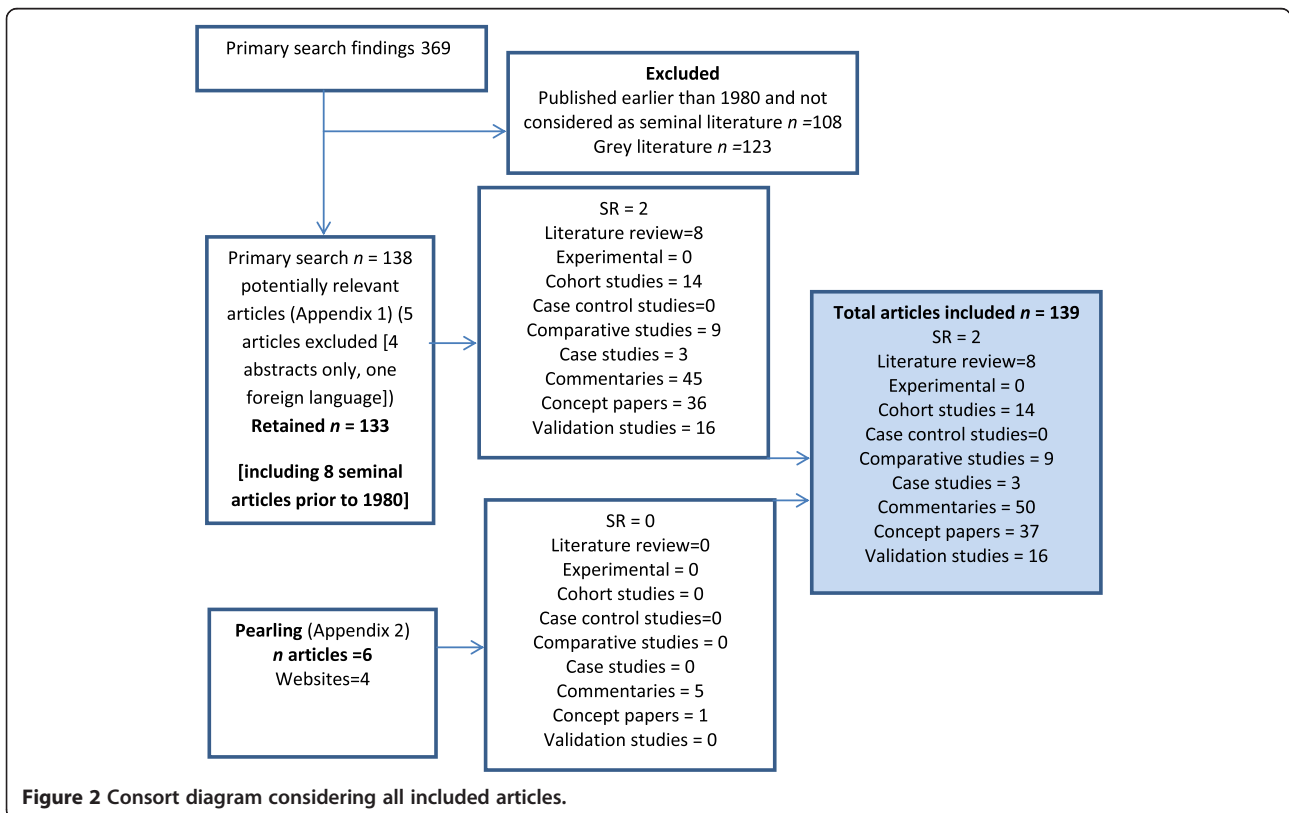 Primary search findings 369
Excluded
Published earlier than 1980 and not
considered as seminal literature n =108
Grey literature n =123
Primary search n = 138
potentially relevant
articles (Appendix 1) (5
articles excluded [4
abstracts only, one
foreign language])
Retained n = 133
[including 8 seminal
articles prior to 1980]
SR = 2
Literature review=8
Experimental = 0
Cohort studies = 14
Case control studies=0
Comparative studies = 9
Case studies = 3
Commentaries = 45
Concept papers = 36
Validation studies = 16
Total articles included n = 139
SR = 2
Literature review=8
Experimental = 0
Cohort studies = 14
Case control studies=0
Comparative studies = 9
Case studies = 3
Commentaries = 50
Concept papers = 37
Validation studies = 16
Pearling (Appendix 2)
n articles =6
Websites=4
SR = 0
Literature review=0
Experimental = 0
Cohort studies = 0
Case control studies=0
Comparative studies = 0
Case studies = 0
Commentaries = 5
Concept papers = 1
Validation studies = 0
Figure 2 Consort diagram considering all included articles.